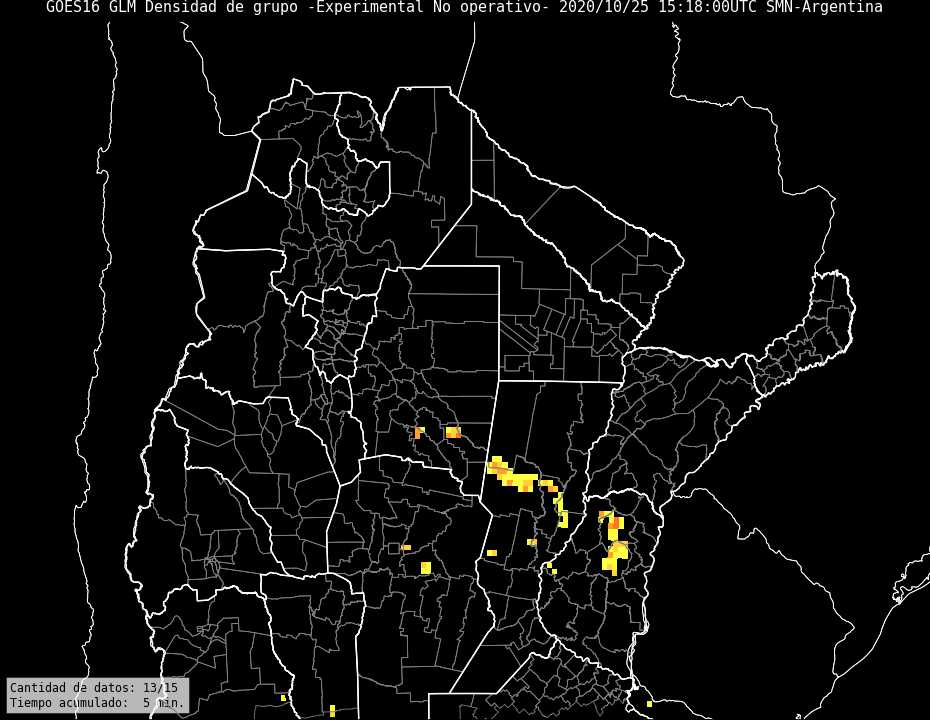 GOES16 GLM Densidad de grupo -Experimental No operativo- 2020/10/25 15:18:00UTC SMN-Argentina
Cantidad de datos: 13/15
Tiempo acumulado:  5 min.